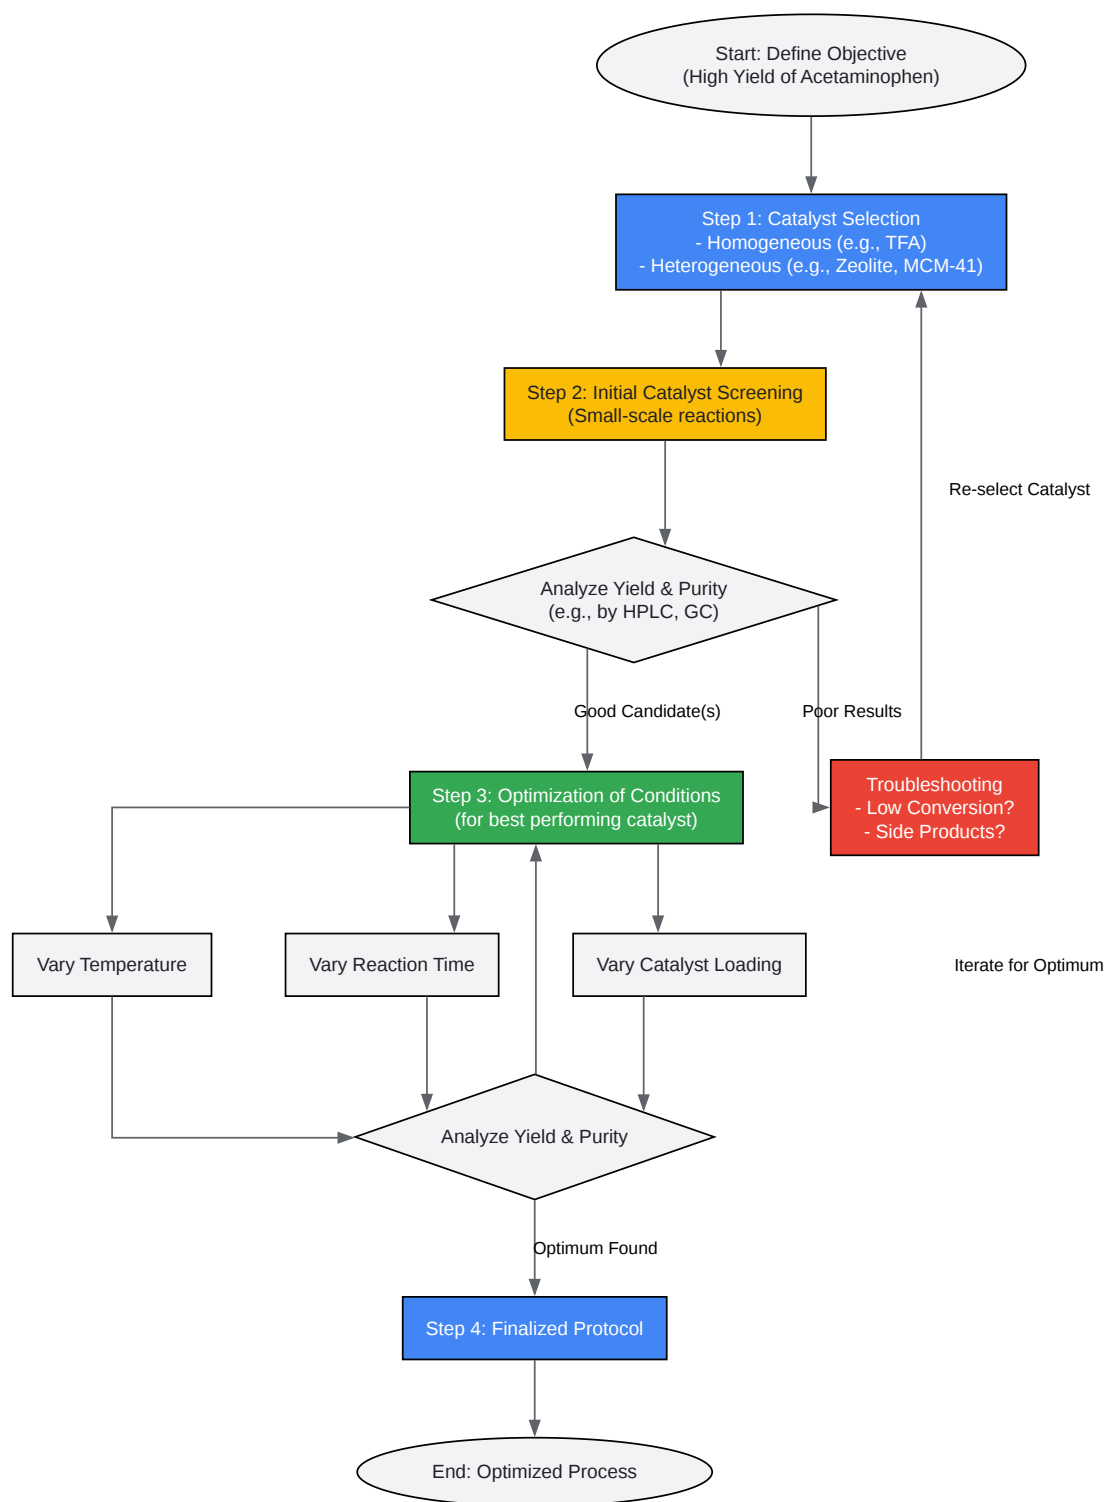 Start: Define Objective
(High Yield of Acetaminophen)
Step 1: Catalyst Selection
- Homogeneous (e.g., TFA)
- Heterogeneous (e.g., Zeolite, MCM-41)
Step 2: Initial Catalyst Screening
(Small-scale reactions)
Re-select Catalyst
Analyze Yield & Purity
(e.g., by HPLC, GC)
Good Candidate(s)
Poor Results
Step 3: Optimization of Conditions
(for best performing catalyst)
Troubleshooting
- Low Conversion?
- Side Products?
Vary Temperature
Vary Reaction Time
Vary Catalyst Loading
Iterate for Optimum
Analyze Yield & Purity
Optimum Found
Step 4: Finalized Protocol
End: Optimized Process